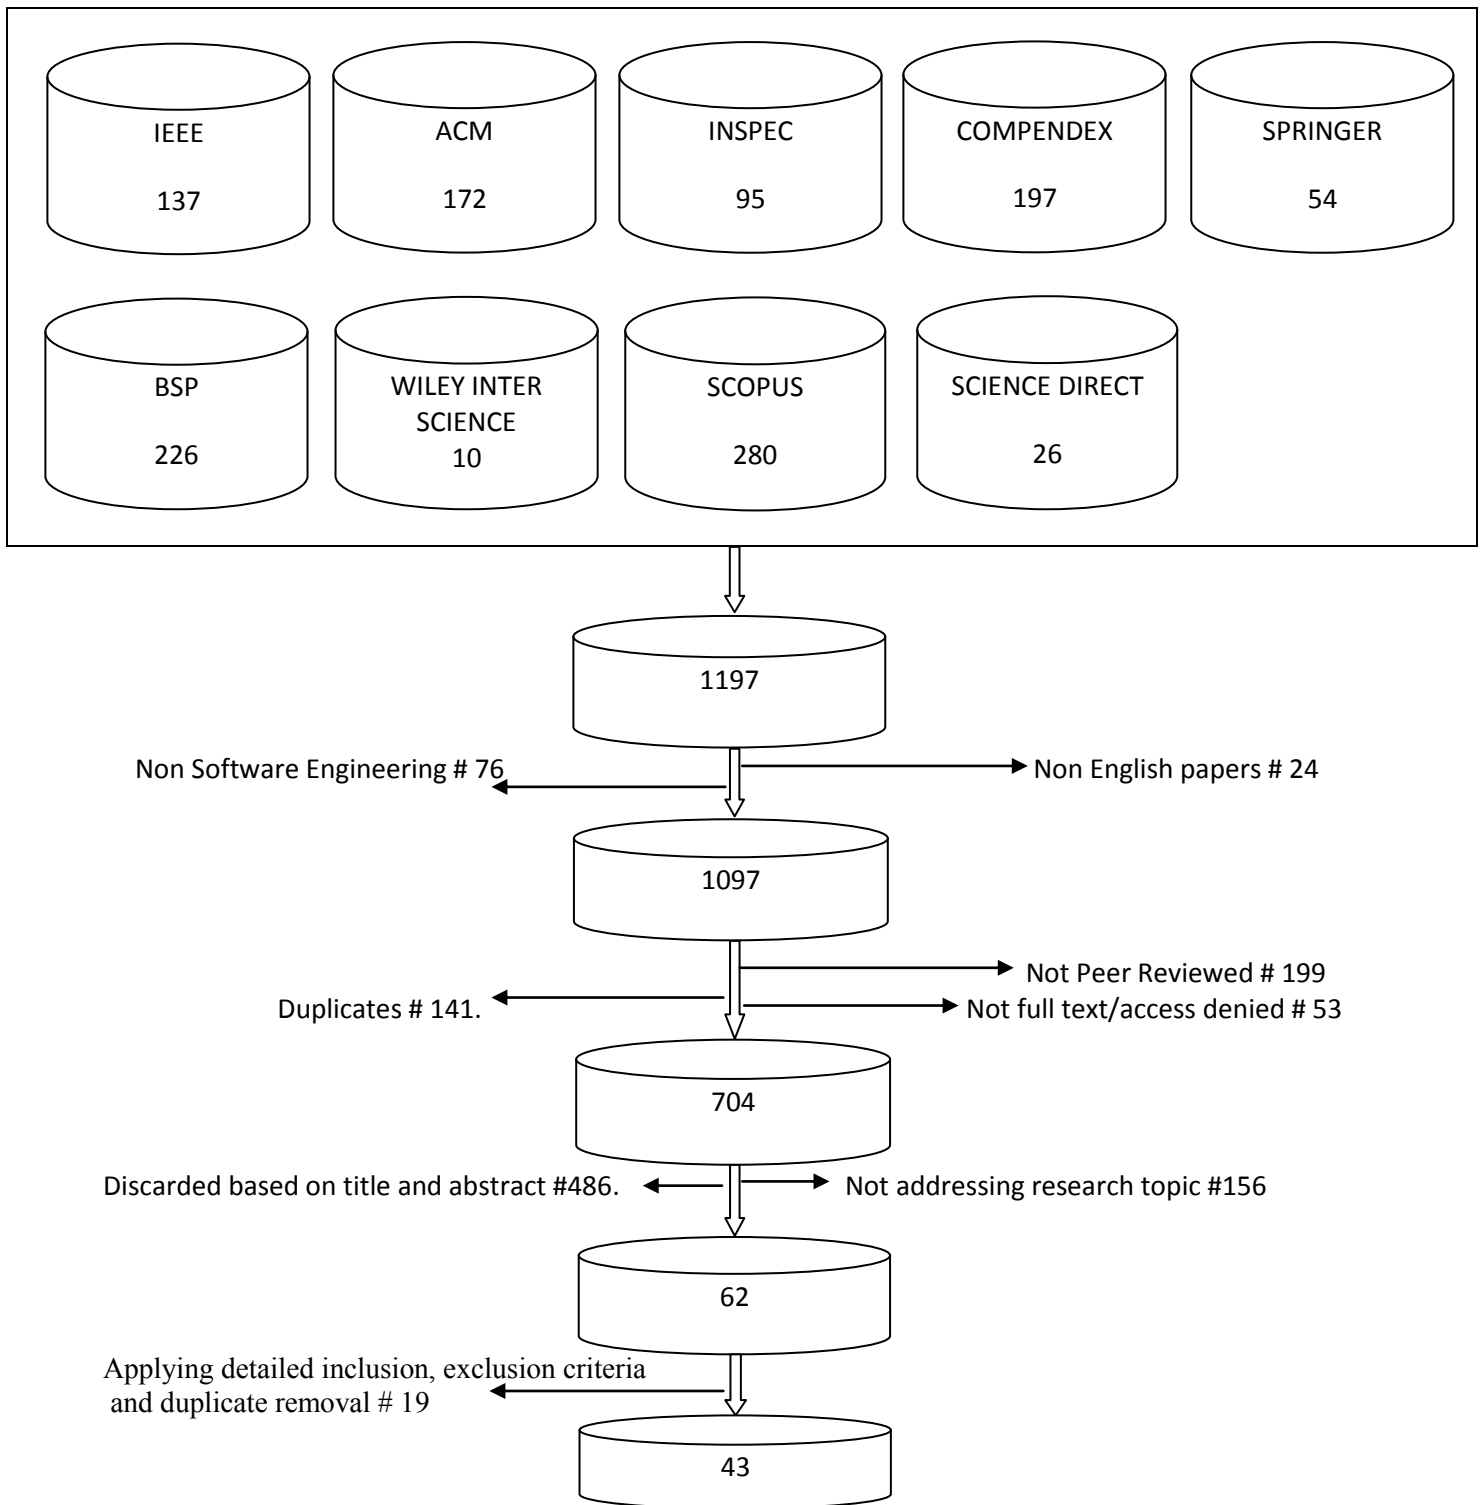 IEEE
137
ACM
172
INSPEC
95
COMPENDEX
197
SPRINGER
54
BSP
226
WILEY INTER
SCIENCE
10
SCOPUS
280
SCIENCE DIRECT
26
1197
Non Software Engineering # 76
Non English papers # 24
1097
Not Peer Reviewed # 199
Duplicates # 141.
Not full text/access denied # 53
704
Discarded based on title and abstract #486.
Not addressing research topic #156
62
Applying detailed inclusion, exclusion criteria
and duplicate removal # 19
43